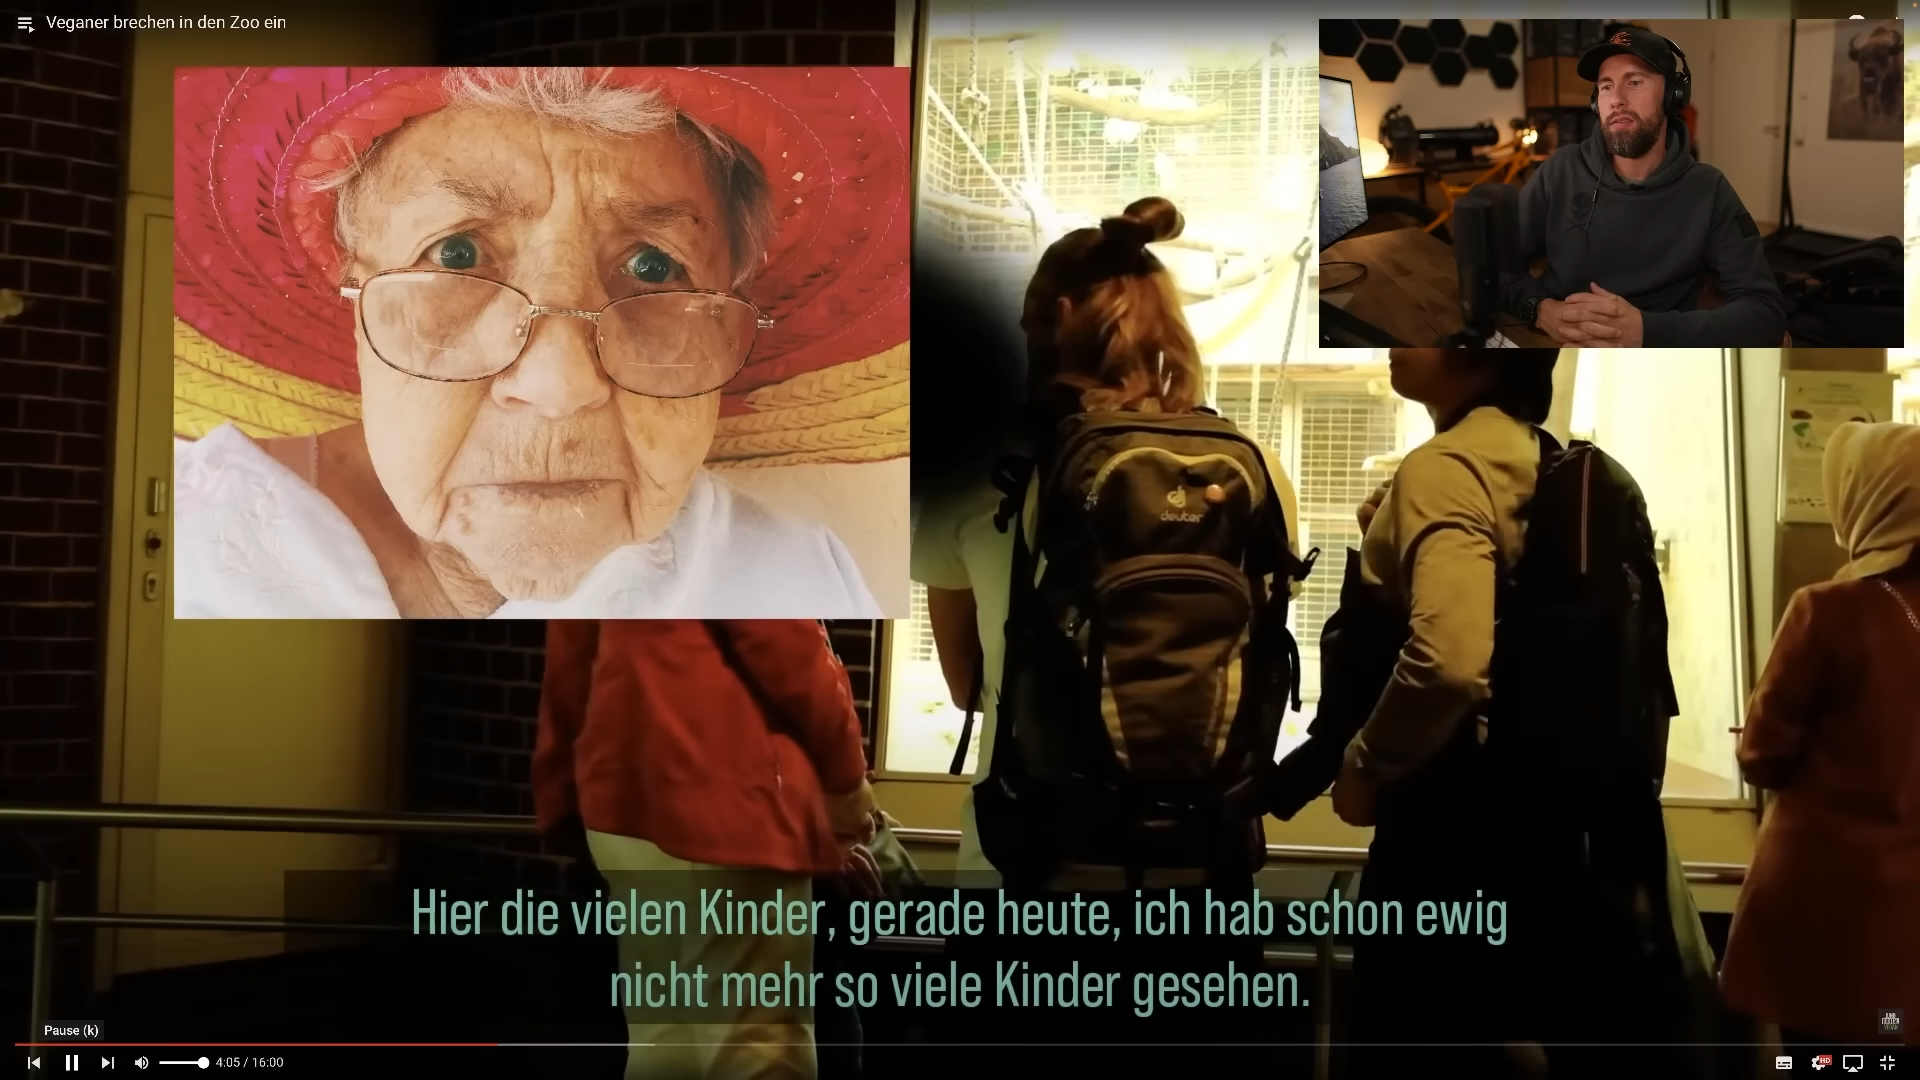 Veganer brechen in den Zoo ein
deuter
Hier die vielen Kinder, gerade heute, ich hab schon ewig
nicht mehr so viele Kinder gesehen.
Pause (k)
4:05 / 16:00
HD